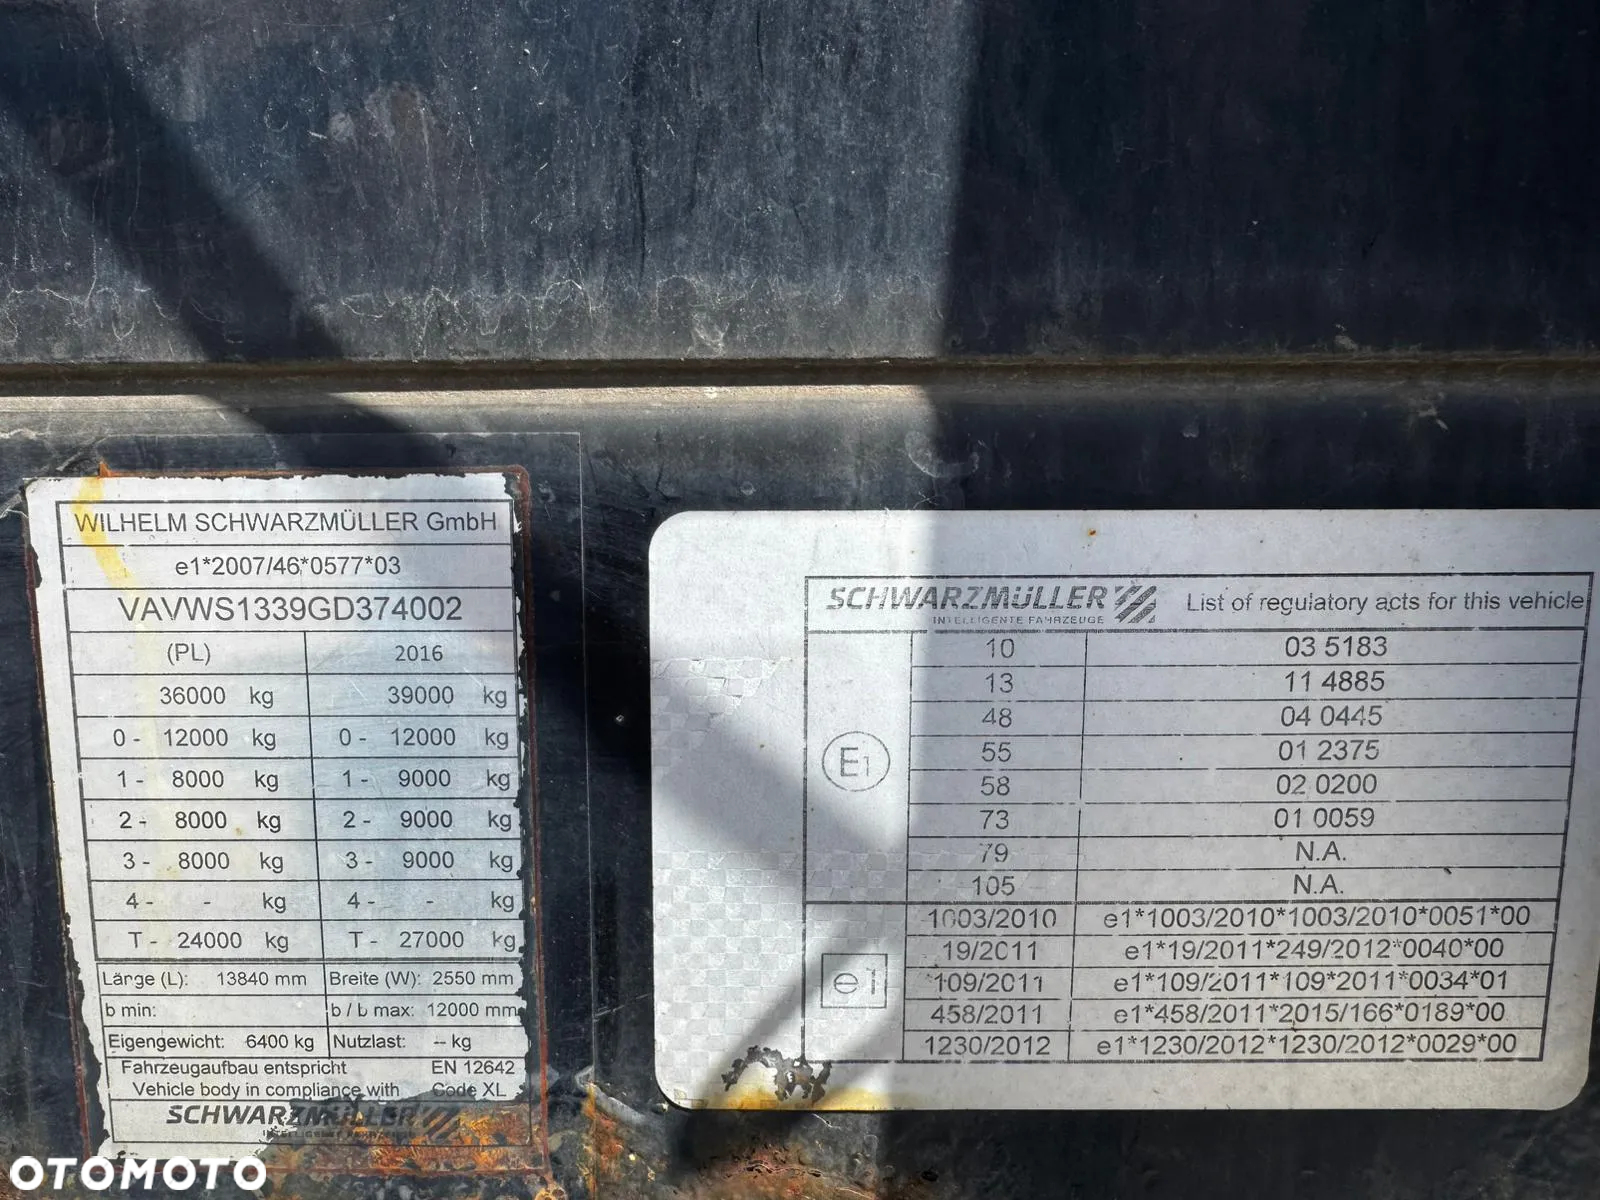 WILHELM SCHWARZMÜLLER GmbH
e1*2007/46*0577*03
VAVWS1339GD374002
(PL) 2016
36000 kg 39000 kg
0 - 12000 kg 0 - 12000 kg
1 - 8000 kg 1 - 9000 kg
2 - 8000 kg 2 - 9000 kg
3 - 8000 kg 3 - 9000 kg
4 - - kg 4 - - kg
T - 24000 kg T - 27000 kg
Länge (L): 13840 mm Breite (W): 2550 mm
b min: b / b max: 12000 mm
Eigengewicht: 6400 kg Nutzlast: -- kg
Fahrzeugaufbau entspricht EN 12642
Vehicle body in compliance with Code XL
SCHWARZMÜLLER
INTELLIGENTE FAHRZEUGE
SCHWARZMÜLLER List of regulatory acts for this vehicle
INTELLIGENTE FAHRZEUGE
10 03 5183
13 11 4885
48 04 0445
55 01 2375
E1
58 02 0200
73 01 0059
79 N.A.
105 N.A.
1003/2010 e1*1003/2010*1003/2010*0051*00
19/2011 e1*19/2011*249/2012*0040*00
e1
109/2011 e1*109/2011*109*2011*0034*01
458/2011 e1*458/2011*2015/166*0189*00
1230/2012 e1*1230/2012*1230/2012*0029*00
OTOMOTO